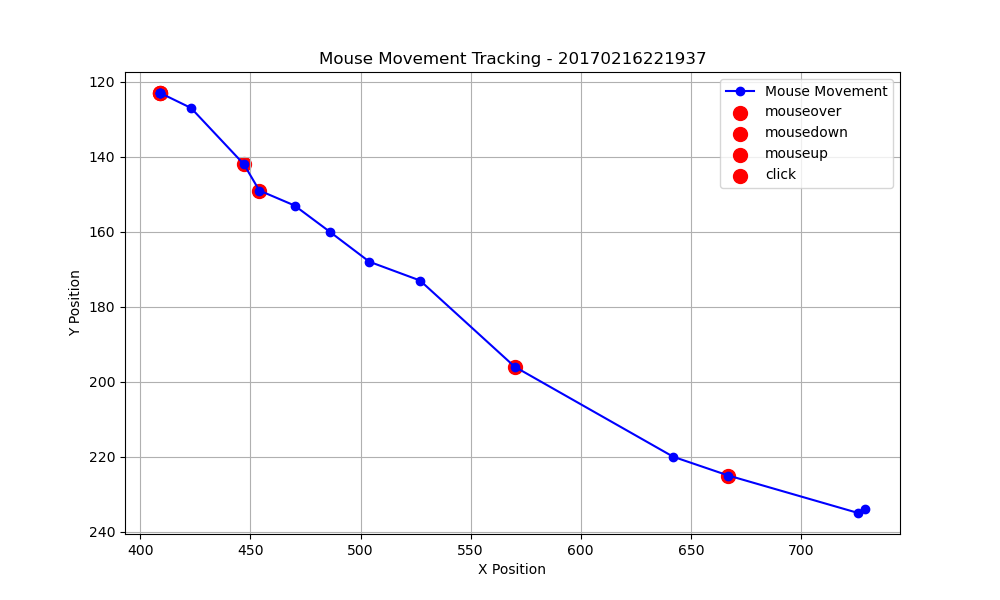 Mouse Movement Tracking - 20170216221937
120
140
160
180
200
220
240
Y Position
Mouse Movement
mouseover
mousedown
mouseup
click
400 450 500 550 600 650 700
X Position